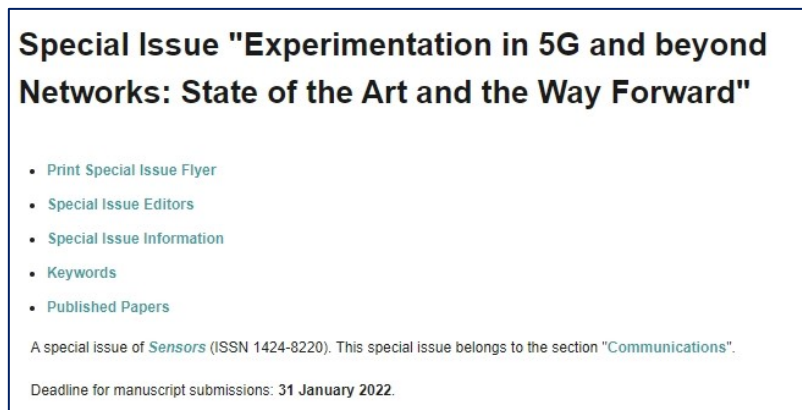 Special Issue "Experimentation in 5G and beyond
Networks: State of the Art and the Way Forward"
Print Special Issue Flyer
Special Issue Editors
Special Issue Information
Keywords
Published Papers
A special issue of Sensors (ISSN 1424-8220). This special issue belongs to the section "Communications".
Deadline for manuscript submissions: 31 January 2022.